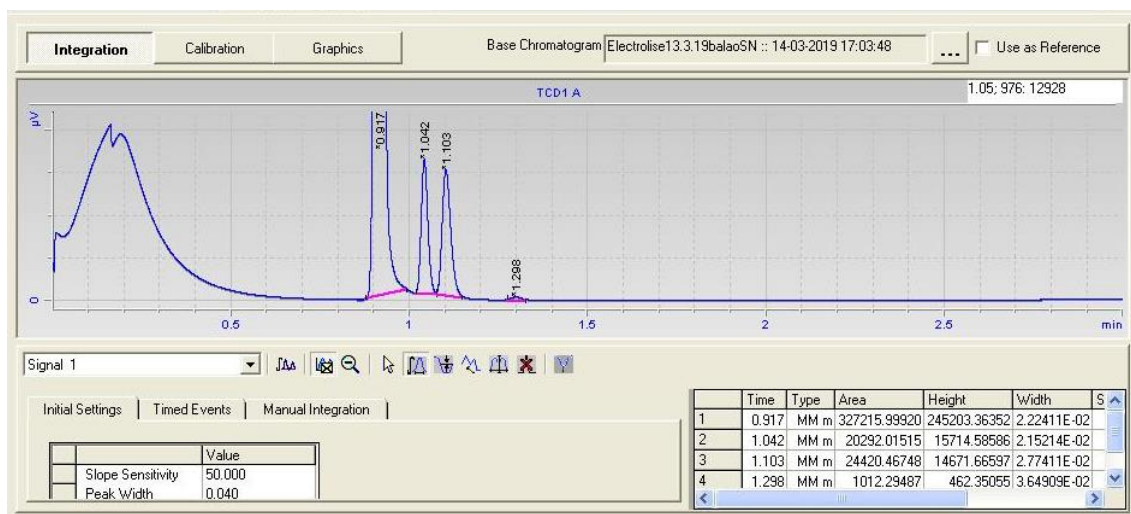 Integration Calibration Graphics Base Chromatogram Electrolise13.3.19balaoSN :: 14-03-2019 17:03:48 ... Use as Reference
TCD1 A 1.05; 976: 12928
µV
*0.917
*1.042
*1.103
*1.298
0
0.5 1 1.5 2 2.5 min
Signal 1
Initial Settings Timed Events Manual Integration
Value
Slope Sensitivity 50.000
Peak Width 0.040
Time Type Area Height Width S
1 0.917 MM m 327215.99920 245203.36352 2.22411E-02
2 1.042 MM m 20292.01515 15714.58586 2.15214E-02
3 1.103 MM m 24420.46748 14671.66597 2.77411E-02
4 1.298 MM m 1012.29487 462.35055 3.64909E-02